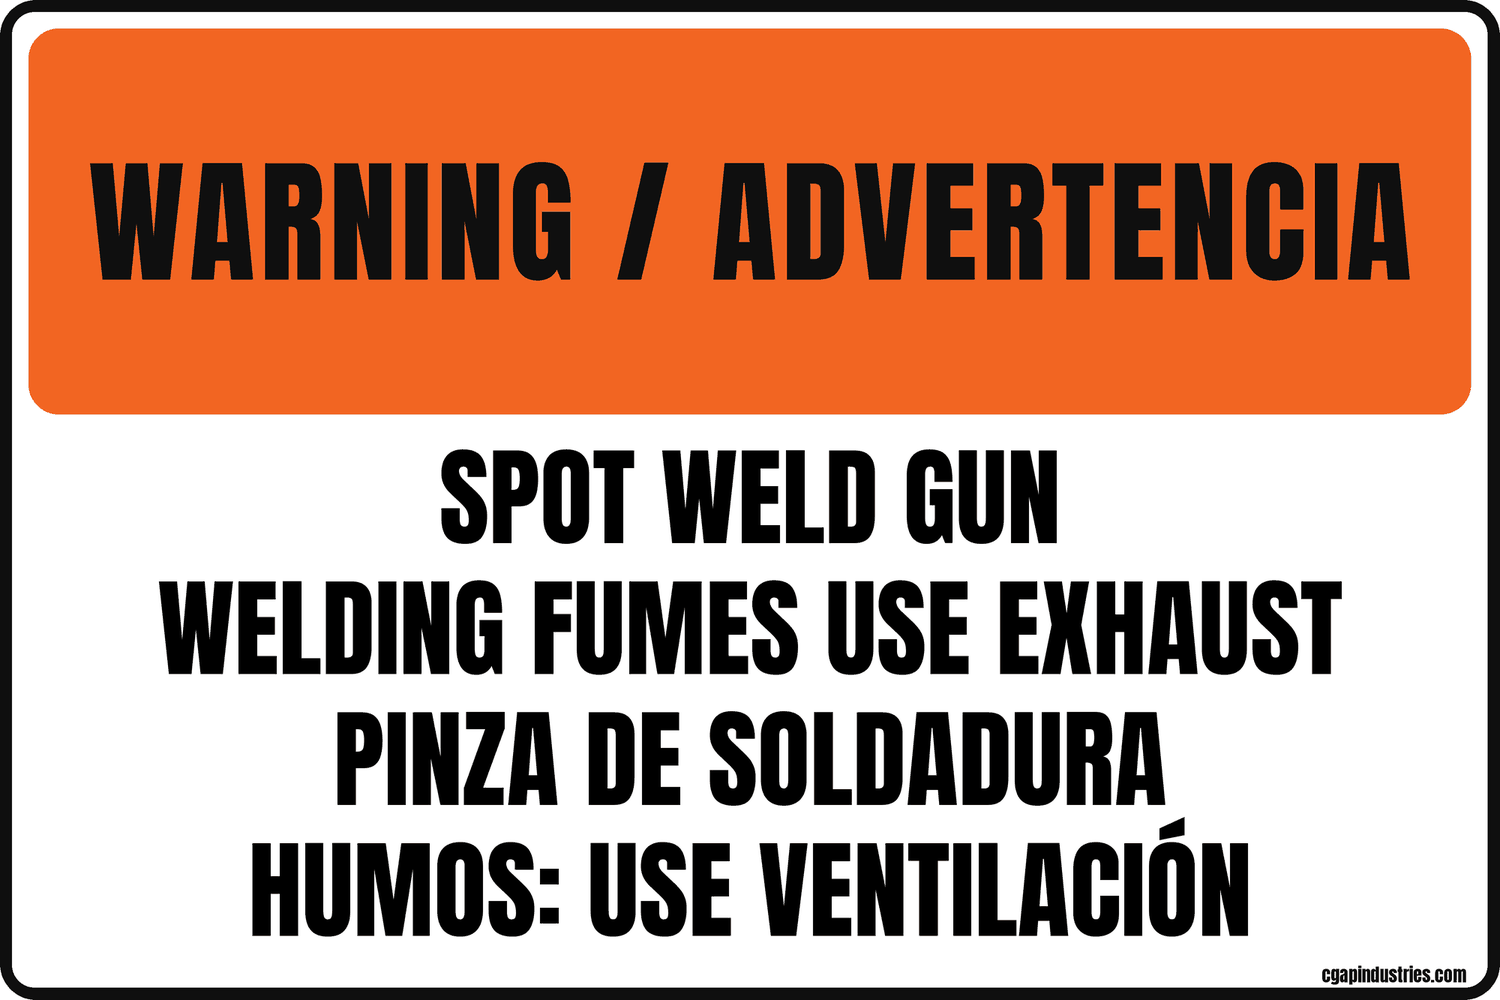 WARNING / ADVERTENCIA
SPOT WELD GUN
WELDING FUMES USE EXHAUST
PINZA DE SOLDADURA
HUMOS: USE VENTILACIÓN
cgapindustries.com